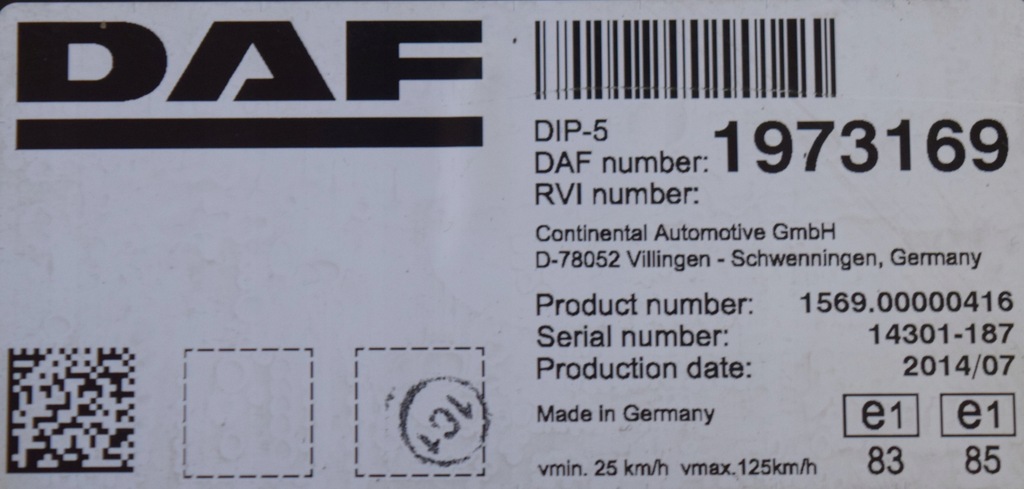 DAF
DIP-5
DAF number: 1973169
RVI number:
Continental Automotive GmbH
D-78052 Villingen - Schwenningen, Germany
Product number: 1569.00000416
Serial number: 14301-187
Production date: 2014/07
Made in Germany
e1 e1
83 85
vmin. 25 km/h vmax.125km/h